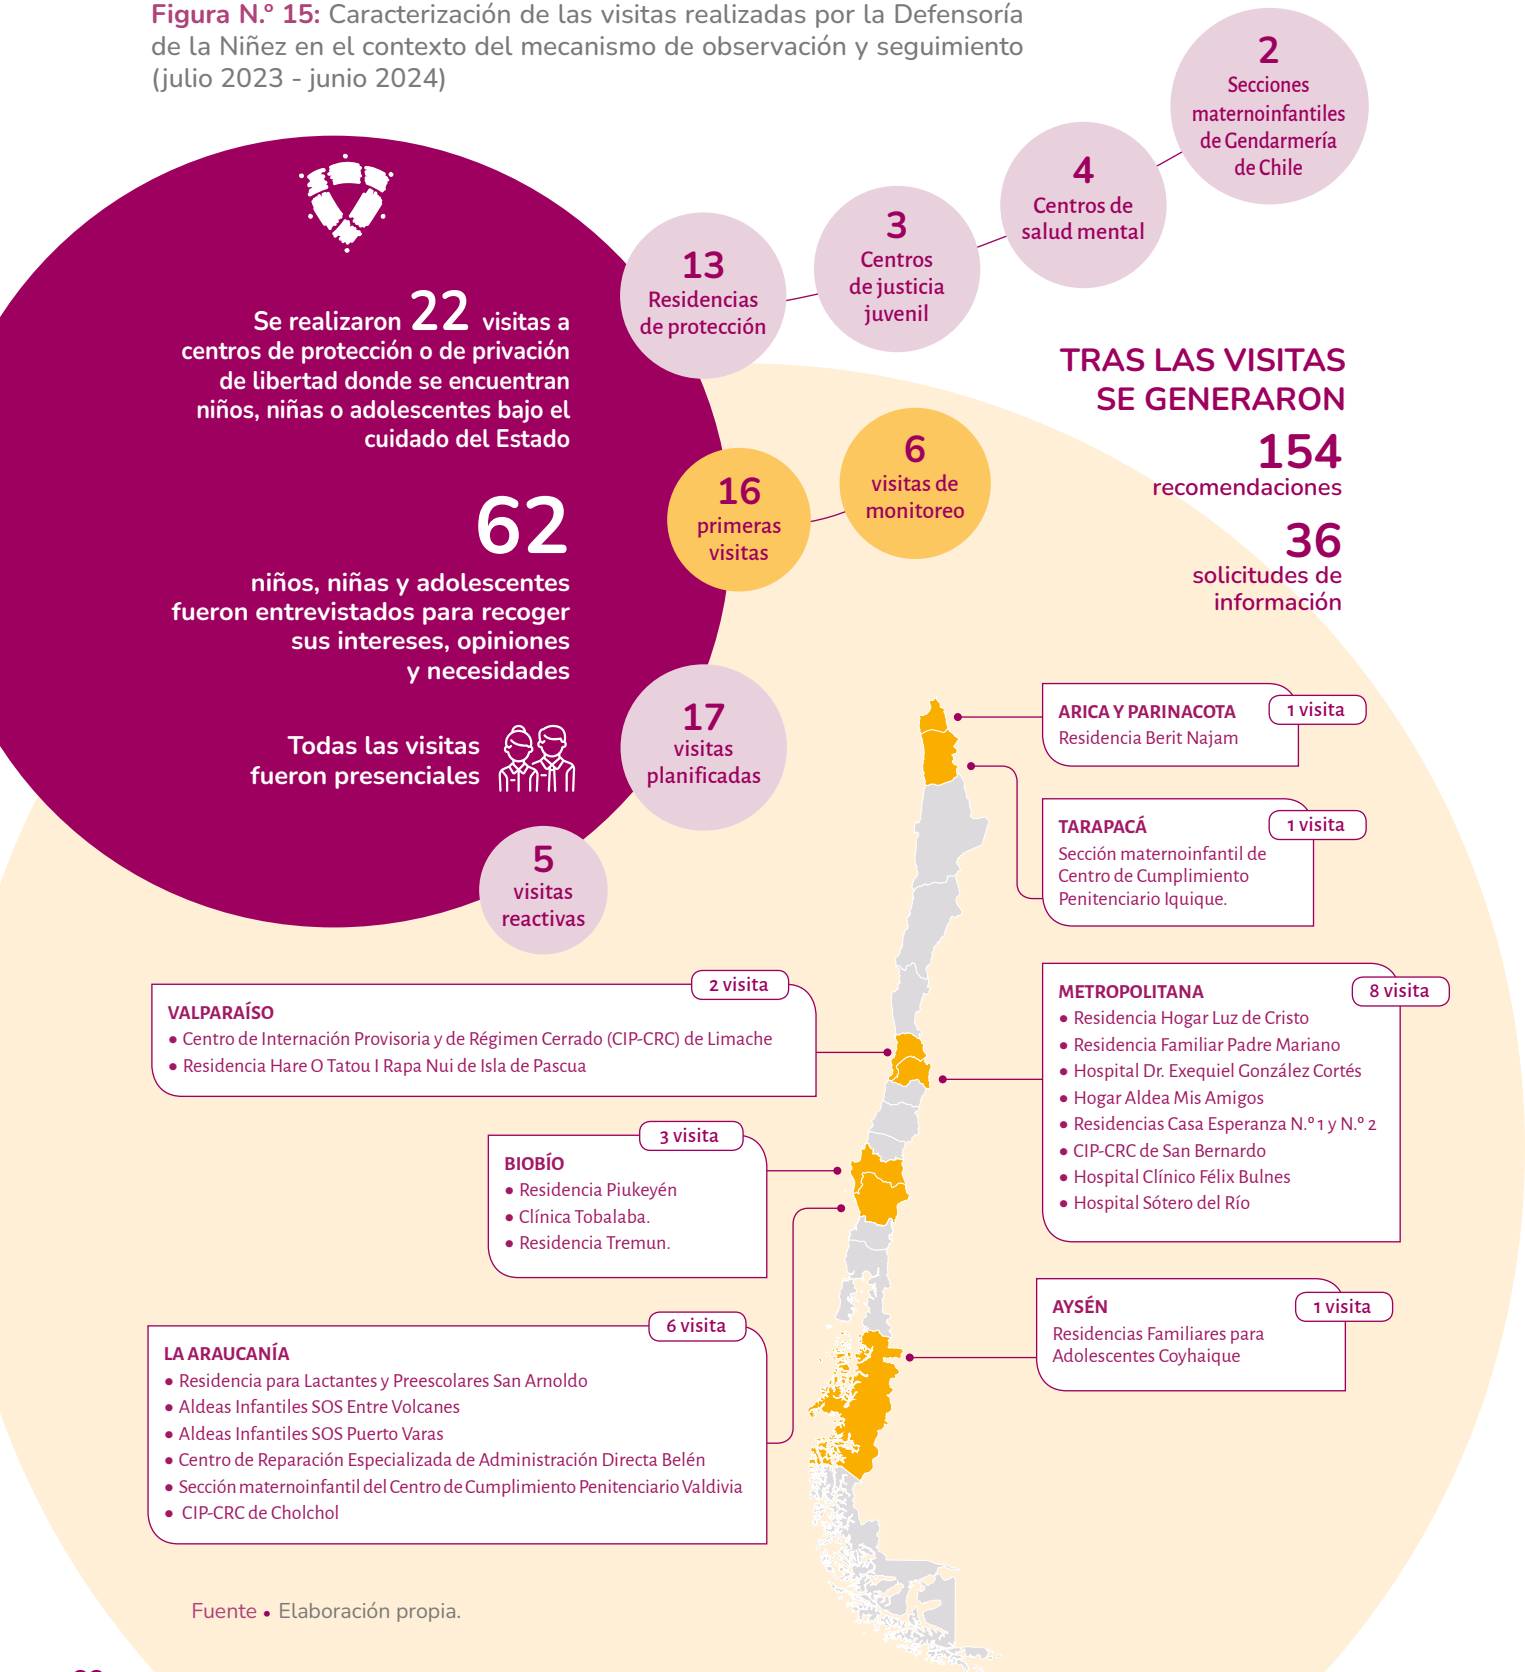 Figura N.º 15: Caracterización de las visitas realizadas por la Defensoría
de la Niñez en el contexto del mecanismo de observación y seguimiento
(julio 2023 - junio 2024)
2
Secciones
maternoinfantiles
de Gendarmería
de Chile
4
Centros de
salud mental
3
Centros
de justicia
juvenil
13
Residencias
de protección
Se realizaron 22 visitas a
centros de protección o de privación
de libertad donde se encuentran
niños, niñas o adolescentes bajo el
cuidado del Estado
TRAS LAS VISITAS
SE GENERARON
154
recomendaciones
36
solicitudes de
información
6
visitas de
monitoreo
16
primeras
visitas
62
niños, niñas y adolescentes
fueron entrevistados para recoger
sus intereses, opiniones
y necesidades
Todas las visitas
fueron presenciales
17
visitas
planificadas
5
visitas
reactivas
ARICA Y PARINACOTA
1 visita
Residencia Berit Najam
TARAPACÁ
1 visita
Sección maternoinfantil de
Centro de Cumplimiento
Penitenciario Iquique.
2 visita
VALPARAÍSO
• Centro de Internación Provisoria y de Régimen Cerrado (CIP-CRC) de Limache
• Residencia Hare O Tatou I Rapa Nui de Isla de Pascua
METROPOLITANA
8 visita
• Residencia Hogar Luz de Cristo
• Residencia Familiar Padre Mariano
• Hospital Dr. Exequiel González Cortés
• Hogar Aldea Mis Amigos
• Residencias Casa Esperanza N.º 1 y N.º 2
• CIP-CRC de San Bernardo
• Hospital Clínico Félix Bulnes
• Hospital Sótero del Río
3 visita
BIOBÍO
• Residencia Piukeyén
• Clínica Tobalaba.
• Residencia Tremun.
AYSÉN
1 visita
Residencias Familiares para
Adolescentes Coyhaique
6 visita
LA ARAUCANÍA
• Residencia para Lactantes y Preescolares San Arnoldo
• Aldeas Infantiles SOS Entre Volcanes
• Aldeas Infantiles SOS Puerto Varas
• Centro de Reparación Especializada de Administración Directa Belén
• Sección maternoinfantil del Centro de Cumplimiento Penitenciario Valdivia
• CIP-CRC de Cholchol
Fuente • Elaboración propia.